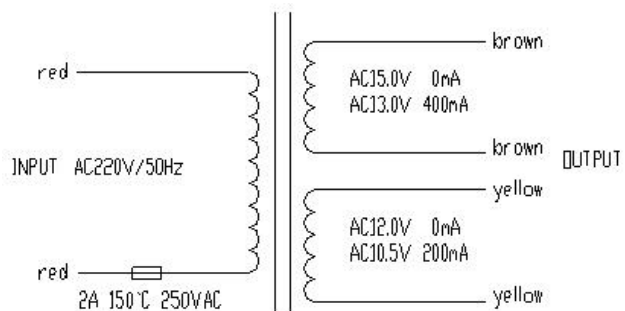 red
INPUT AC220V/50Hz
red
2A 150℃ 250VAC
brown
AC15.0V 0mA
AC13.0V 400mA
brown
OUTPUT
yellow
AC12.0V 0mA
AC10.5V 200mA
yellow